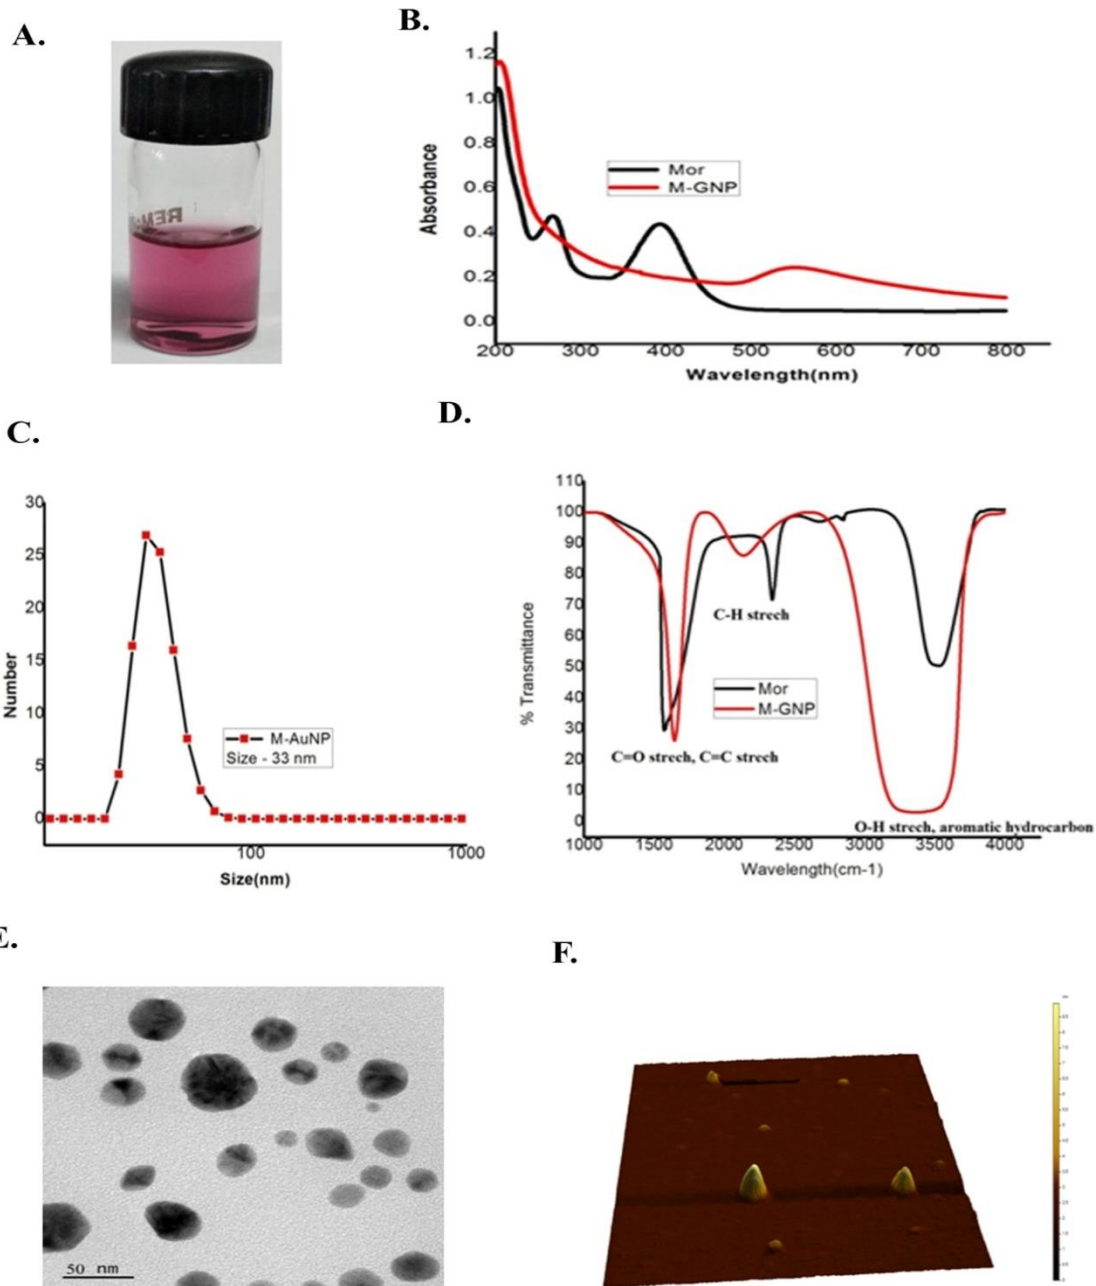 A.
B.
1.2
1.0
0.8
0.6
0.4
0.2
0.0
Absorbance
Mor
M-GNP
200 300 400 500 600 700 800
Wavelength(nm)
C.
D.
30
25
20
15
10
5
0
Number
M-AuNP
Size - 33 nm
100 1000
Size(nm)
110
100
90
80
70
60
50
40
30
20
10
0
% Transmittance
C-H strech
Mor
M-GNP
C=O strech, C=C strech
O-H strech, aromatic hydrocarbon
1000 1500 2000 2500 3000 3500 4000
Wavelength(cm-1)
E.
F.
50 nm